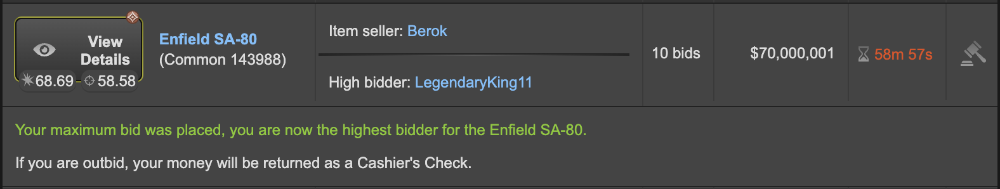 View
Details
68.69
58.58
Enfield SA-80
(Common 143988)
Item seller: Berok
High bidder: LegendaryKing11
10 bids
$70,000,001
58m 57s
Your maximum bid was placed, you are now the highest bidder for the Enfield SA-80.
If you are outbid, your money will be returned as a Cashier's Check.